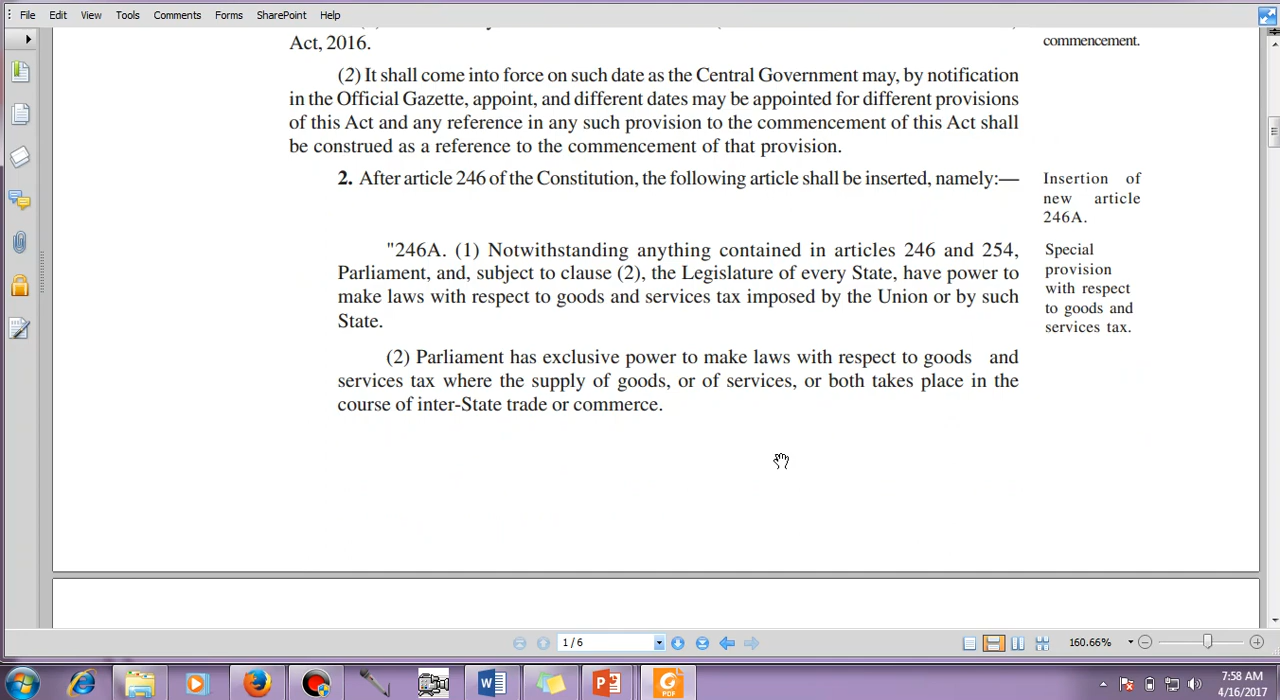 File Edit View Tools Comments Forms SharePoint Help
Act, 2016.
commencement.
(2) It shall come into force on such date as the Central Government may, by notification
in the Official Gazette, appoint, and different dates may be appointed for different provisions
of this Act and any reference in any such provision to the commencement of this Act shall
be construed as a reference to the commencement of that provision.
2. After article 246 of the Constitution, the following article shall be inserted, namely:—
Insertion of
new article
246A.
"246A. (1) Notwithstanding anything contained in articles 246 and 254,
Parliament, and, subject to clause (2), the Legislature of every State, have power to
make laws with respect to goods and services tax imposed by the Union or by such
State.
Special
provision
with respect
to goods and
services tax.
(2) Parliament has exclusive power to make laws with respect to goods and
services tax where the supply of goods, or of services, or both takes place in the
course of inter-State trade or commerce.
1 / 6
160.66%
PDF
7:58 AM
4/16/2017